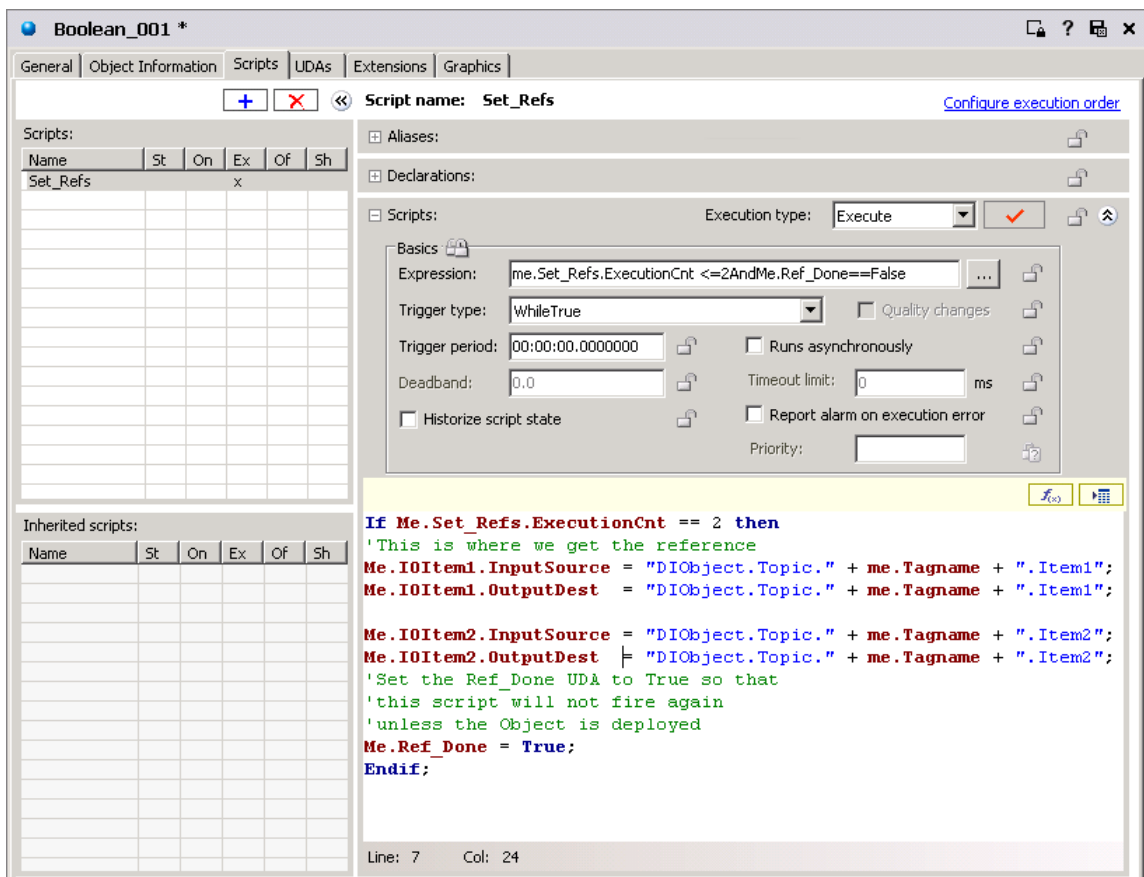 Boolean_001 *
General Object Information Scripts UDAs Extensions Graphics
Script name: Set_Refs
Configure execution order
Scripts:
Name St On Ex Of Sh
Set_Refs x
Inherited scripts:
Name St On Ex Of Sh
Aliases:
Declarations:
Scripts: Execution type: Execute
Basics
Expression: me.Set_Refs.ExecutionCnt <=2AndMe.Ref_Done==False ...
Trigger type: WhileTrue Quality changes
Trigger period: 00:00:00.0000000 Runs asynchronously
Deadband: 0.0 Timeout limit: 0 ms
Historize script state Report alarm on execution error
Priority:
f(x)
If Me.Set_Refs.ExecutionCnt == 2 then
'This is where we get the reference
Me.IOItem1.InputSource = "DIObject.Topic." + me.Tagname + ".Item1";
Me.IOItem1.OutputDest = "DIObject.Topic." + me.Tagname + ".Item1";
Me.IOItem2.InputSource = "DIObject.Topic." + me.Tagname + ".Item2";
Me.IOItem2.OutputDest = "DIObject.Topic." + me.Tagname + ".Item2";
'Set the Ref_Done UDA to True so that
'this script will not fire again
'unless the Object is deployed
Me.Ref_Done = True;
Endif;
Line: 7 Col: 24